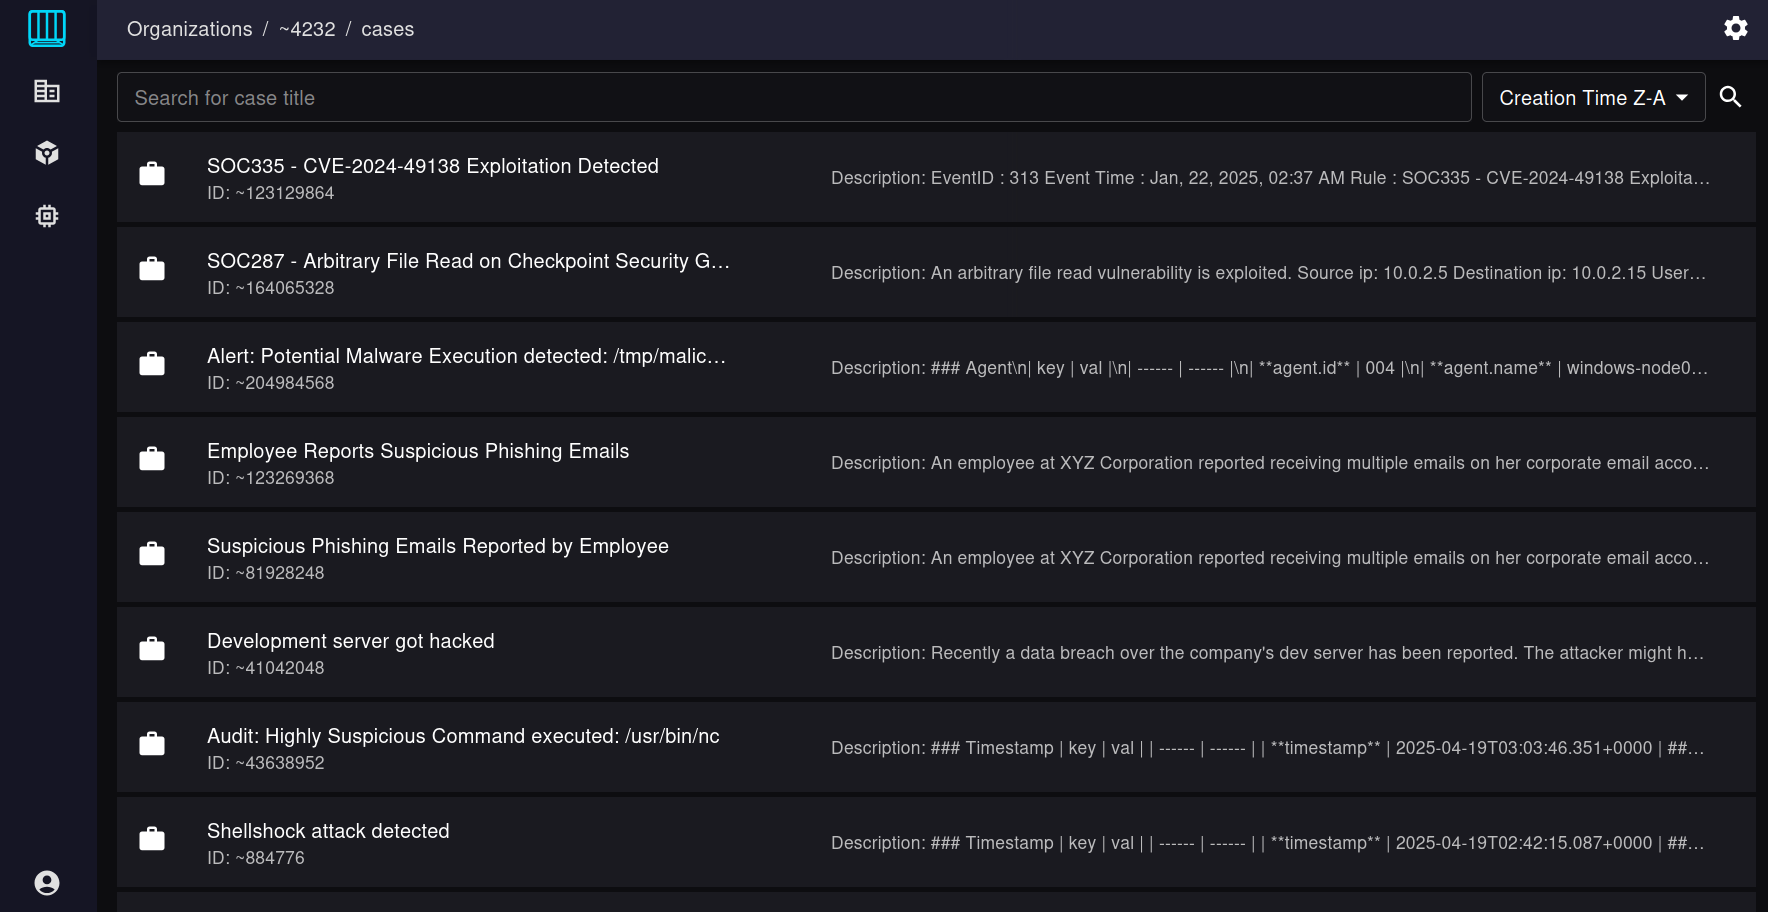 Organizations / ~4232 / cases
Search for case title
Creation Time Z-A
SOC335 - CVE-2024-49138 Exploitation Detected
ID: ~123129864
Description: EventID : 313 Event Time : Jan, 22, 2025, 02:37 AM Rule : SOC335 - CVE-2024-49138 Exploita...
SOC287 - Arbitrary File Read on Checkpoint Security G...
ID: ~164065328
Description: An arbitrary file read vulnerability is exploited. Source ip: 10.0.2.5 Destination ip: 10.0.2.15 User...
Alert: Potential Malware Execution detected: /tmp/malic...
ID: ~204984568
Description: ### Agent\n| key | val |\n| ------ | ------ |\n| **agent.id** | 004 |\n| **agent.name** | windows-node0...
Employee Reports Suspicious Phishing Emails
ID: ~123269368
Description: An employee at XYZ Corporation reported receiving multiple emails on her corporate email acco...
Suspicious Phishing Emails Reported by Employee
ID: ~81928248
Description: An employee at XYZ Corporation reported receiving multiple emails on her corporate email acco...
Development server got hacked
ID: ~41042048
Description: Recently a data breach over the company's dev server has been reported. The attacker might h...
Audit: Highly Suspicious Command executed: /usr/bin/nc
ID: ~43638952
Description: ### Timestamp | key | val | | ------ | ------ | | **timestamp** | 2025-04-19T03:03:46.351+0000 | ##...
Shellshock attack detected
ID: ~884776
Description: ### Timestamp | key | val | | ------ | ------ | | **timestamp** | 2025-04-19T02:42:15.087+0000 | ##...